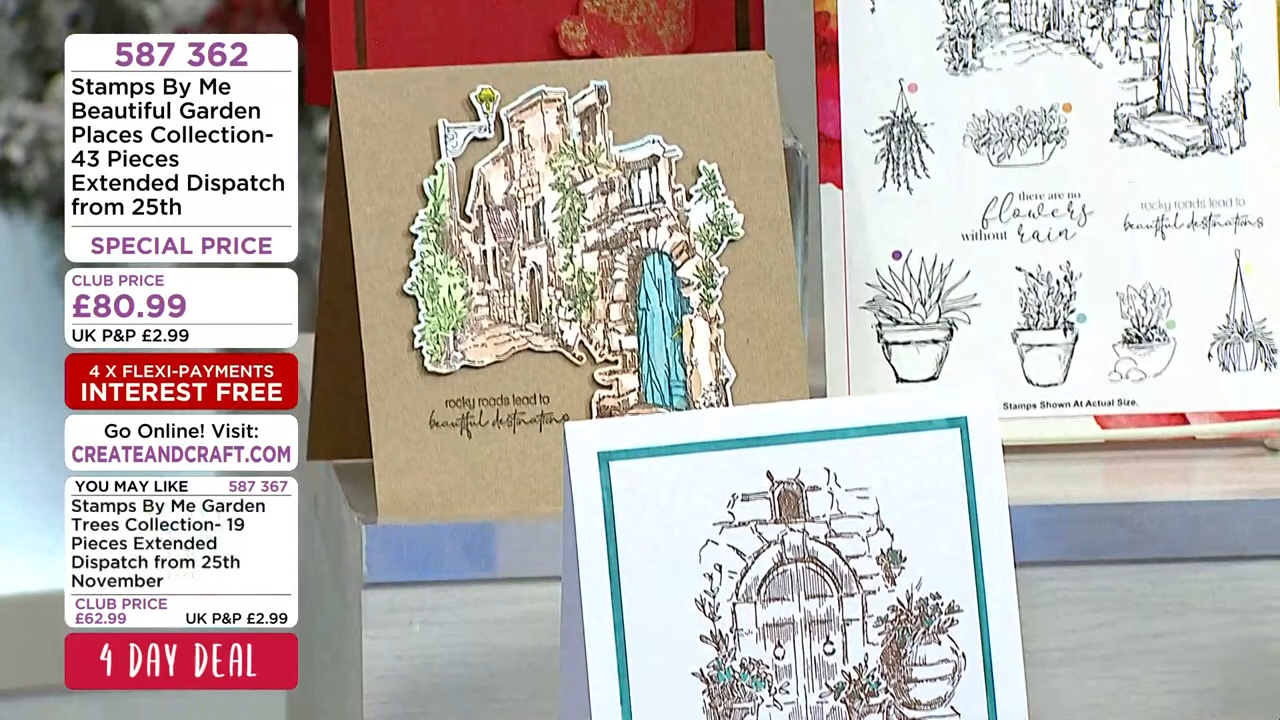 587 362
Stamps By Me
Beautiful Garden
Places Collection-
43 Pieces
Extended Dispatch
from 25th
SPECIAL PRICE
CLUB PRICE
£80.99
UK P&P £2.99
4 X FLEXI-PAYMENTS
INTEREST FREE
Go Online! Visit:
CREATEANDCRAFT.COM
YOU MAY LIKE 587 367
Stamps By Me Garden
Trees Collection- 19
Pieces Extended
Dispatch from 25th
November
CLUB PRICE
£62.99 UK P&P £2.99
4 DAY DEAL
rocky roads lead to
beautiful destinations
there are no
flowers
without rain
rocky roads lead to
beautiful destinations
Stamps Shown At Actual Size.